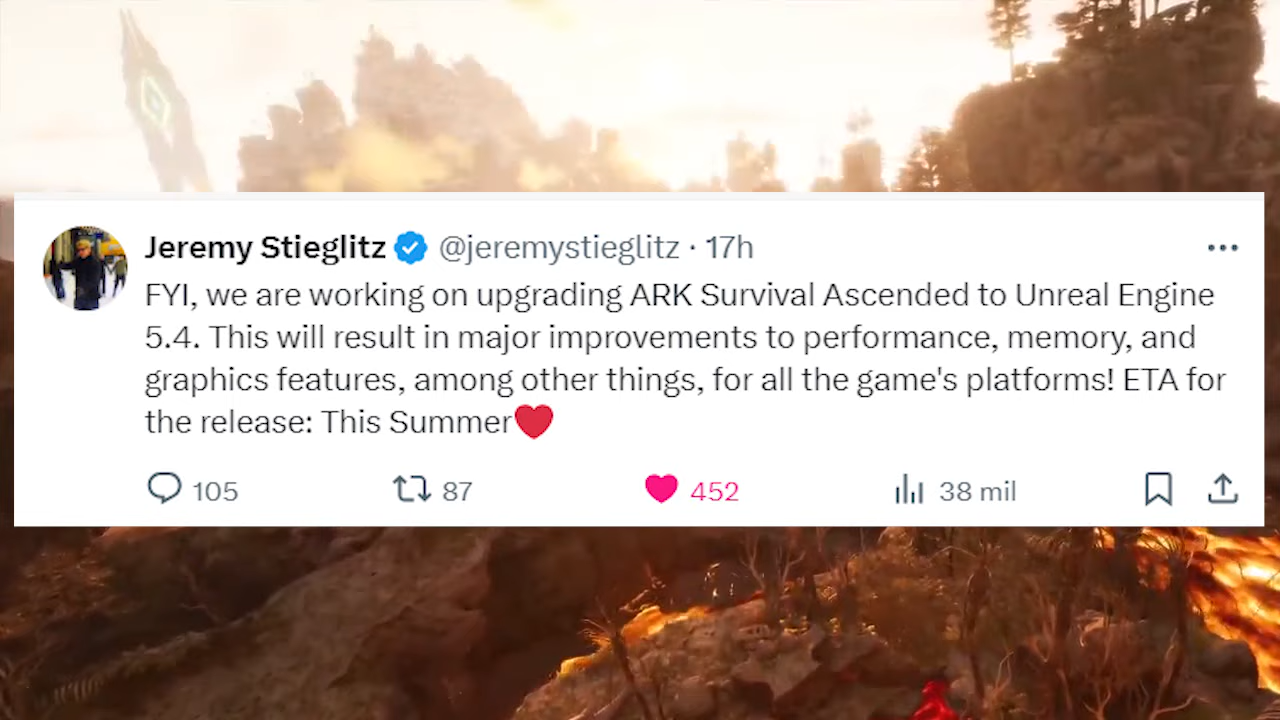 Jeremy Stieglitz @jeremystieglitz · 17h
FYI, we are working on upgrading ARK Survival Ascended to Unreal Engine
5.4. This will result in major improvements to performance, memory, and
graphics features, among other things, for all the game's platforms! ETA for
the release: This Summer❤️
105 87 452 38 mil